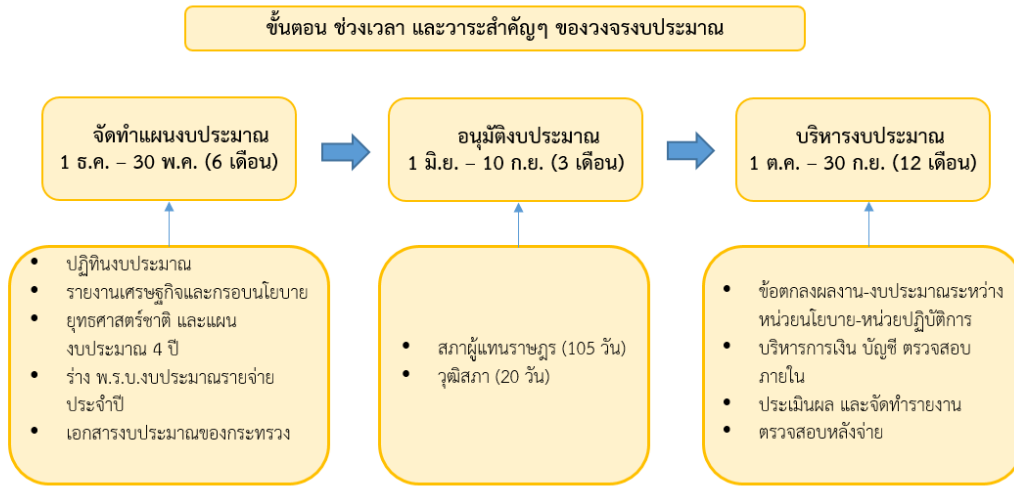 ขั้นตอน ช่วงเวลา และวาระสำคัญๆ ของวงจรงบประมาณ
จัดทำแผนงบประมาณ
1 ธ.ค. – 30 พ.ค. (6 เดือน)
อนุมัติงบประมาณ
1 มิ.ย. – 10 ก.ย. (3 เดือน)
บริหารงบประมาณ
1 ต.ค. – 30 ก.ย. (12 เดือน)
• ปฏิทินงบประมาณ
• รายงานเศรษฐกิจและกรอบนโยบาย
• ยุทธศาสตร์ชาติ และแผน
งบประมาณ 4 ปี
• ร่าง พ.ร.บ.งบประมาณรายจ่าย
ประจำปี
• เอกสารงบประมาณของกระทรวง
• สภาผู้แทนราษฎร (105 วัน)
• วุฒิสภา (20 วัน)
• ข้อตกลงผลงาน-งบประมาณระหว่าง
หน่วยนโยบาย-หน่วยปฏิบัติการ
• บริหารการเงิน บัญชี ตรวจสอบ
ภายใน
• ประเมินผล และจัดทำรายงาน
• ตรวจสอบหลังจ่าย